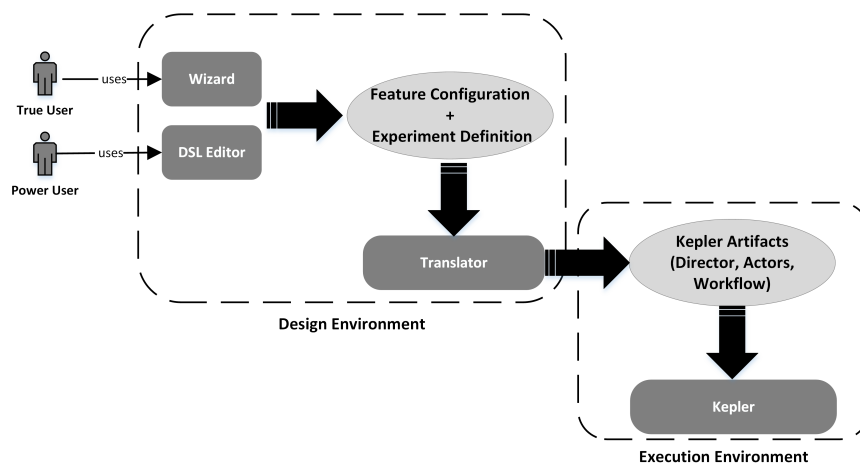 uses
Wizard
True User
uses
DSL Editor
Power User
Feature Configuration
+
Experiment Definition
Translator
Design Environment
Kepler Artifacts
(Director, Actors,
Workflow)
Kepler
Execution Environment